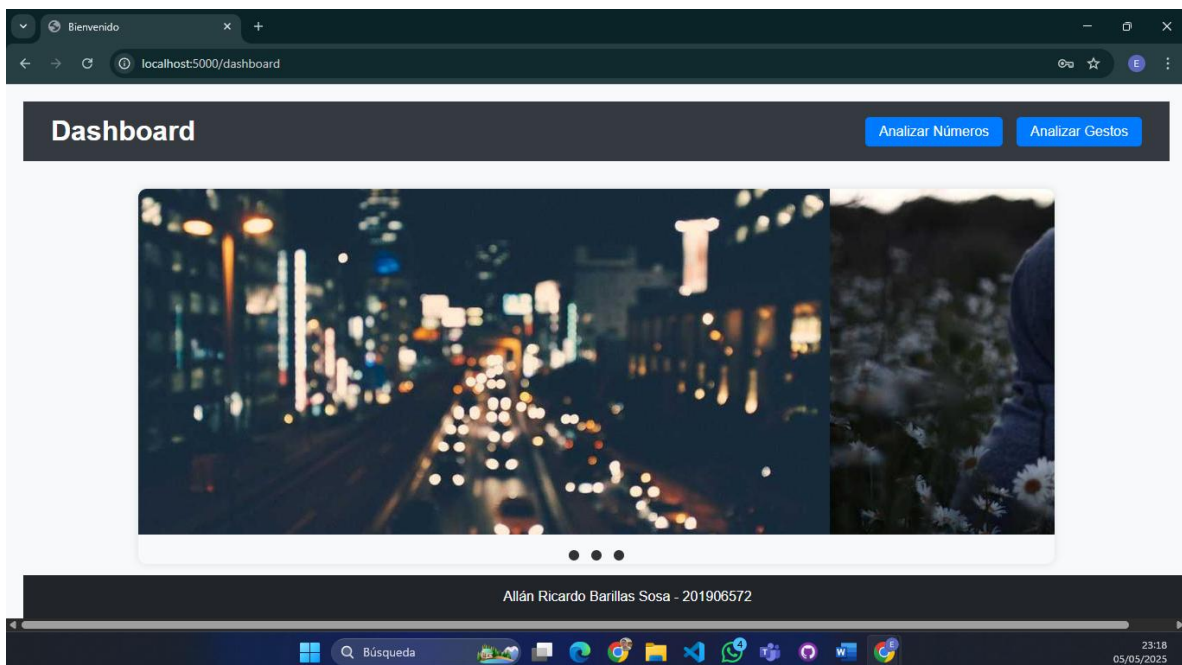 Bienvenido
localhost:5000/dashboard
E
Dashboard
Analizar Números
Analizar Gestos
Allán Ricardo Barillas Sosa - 201906572
Búsqueda
23:18
05/05/2025